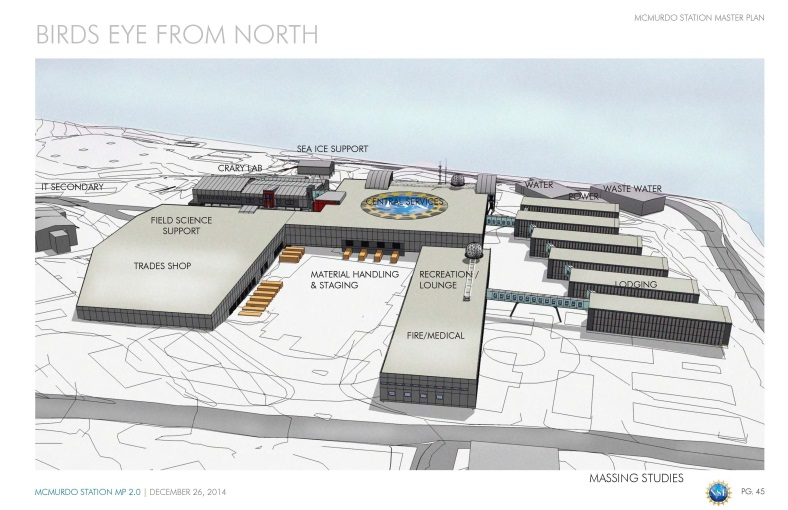 MCMURDO STATION MASTER PLAN
BIRDS EYE FROM NORTH
SEA ICE SUPPORT
CRARY LAB
IT SECONDARY
WATER
WASTE WATER
POWER
CENTRAL SERVICES
FIELD SCIENCE
SUPPORT
TRADES SHOP
MATERIAL HANDLING
& STAGING
RECREATION /
LOUNGE
LODGING
FIRE/MEDICAL
MASSING STUDIES
MCMURDO STATION MP 2.0 | DECEMBER 26, 2014
NSF
PG. 45